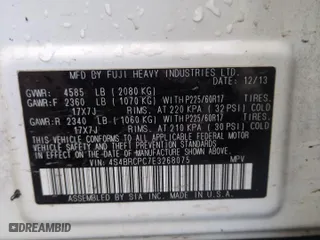 MFD BY FUJI HEAVY INDUSTRIES LTD.
DATE: 12/13
GVWR: 4585 LB (2080 KG)
GAWR:F 2360 LB (1070 KG) WITH P225/60R17 TIRES.
17X7J RIMS. AT 220 KPA (32 PSI) COLD
GAWR:R 2340 LB (1060 KG) WITH P225/60R17 TIRES.
17X7J RIMS. AT 210 KPA (30 PSI) COLD
THIS VEHICLE CONFORMS TO ALL APPLICABLE
FEDERAL MOTOR VEHICLE SAFETY, BUMPER, AND
THEFT PREVENTION STANDARDS IN EFFECT ON THE
DATE OF MANUFACTURE SHOWN ABOVE.
VIN: 4S4BRCPC7E3268075 MPV
ASSEMBLED BY SIA INC. MADE IN U.S.A.
© DRIVEN AUTO